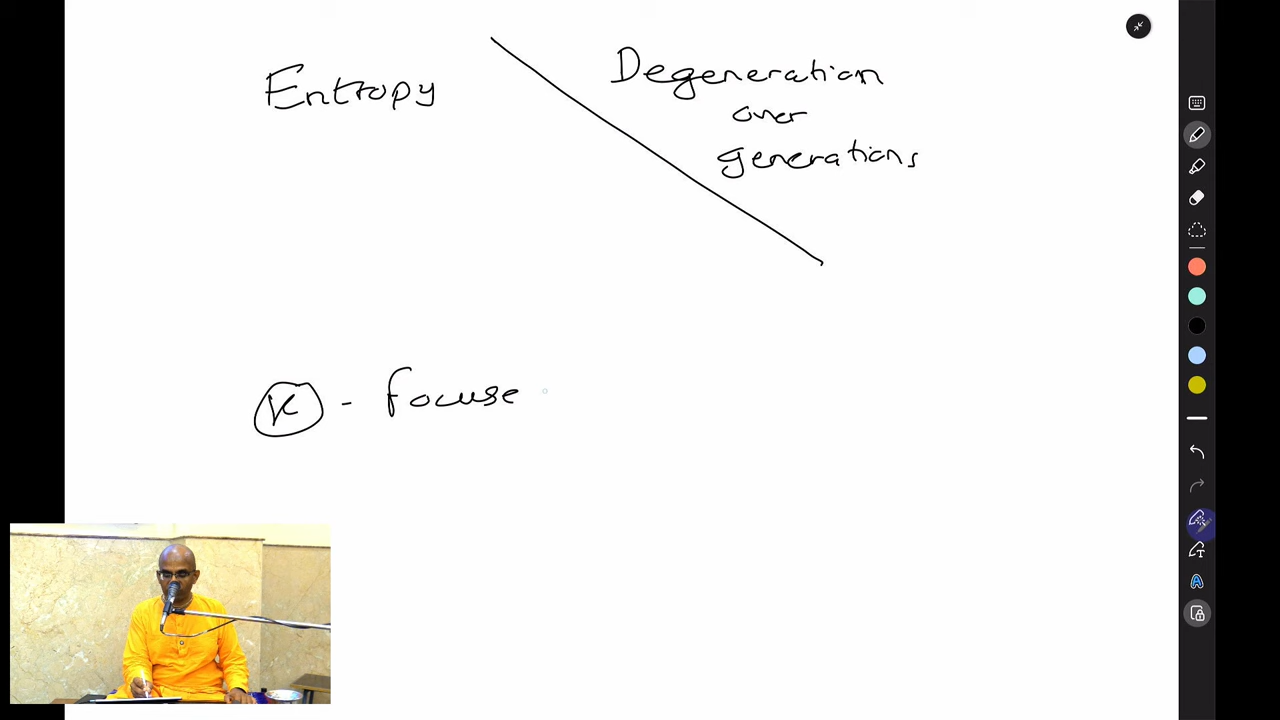 Entropy
Degeneration
over
generations
K - focuse